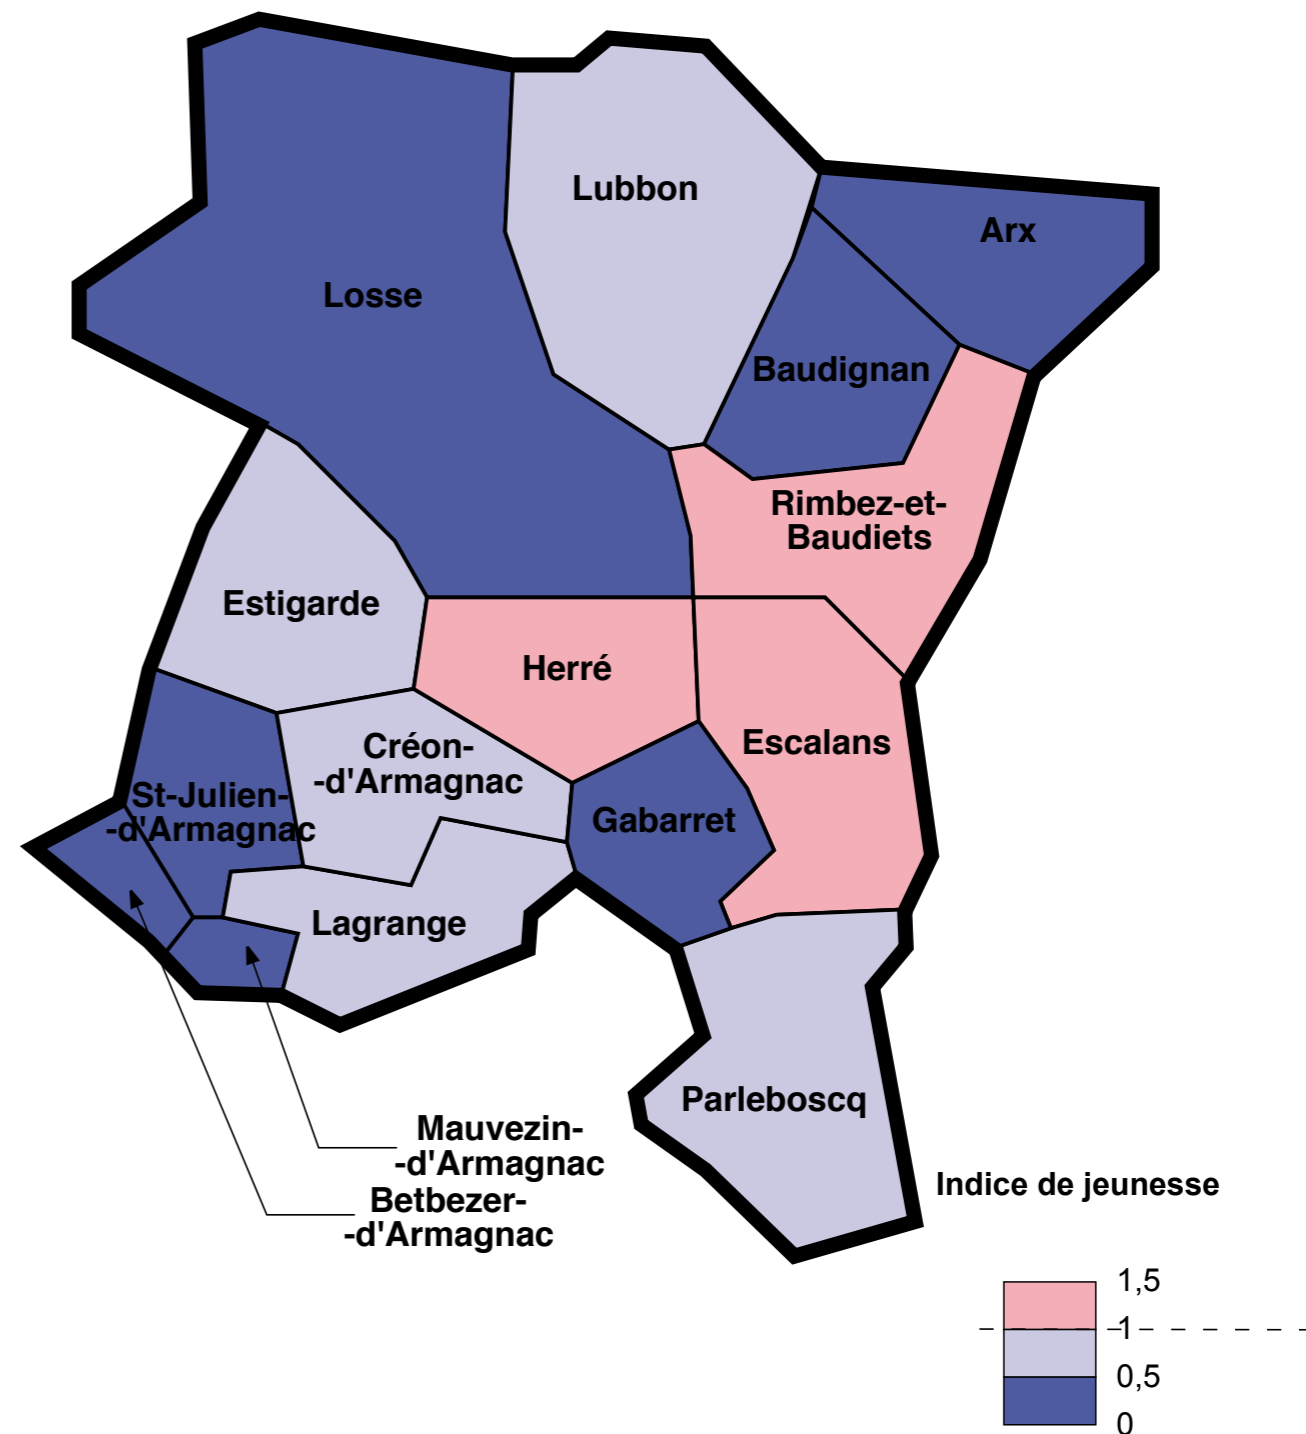 Lubbon
Arx
Losse
Baudignan
Rimbez-et-
Baudiets
Estigarde
Herré
Escalans
Créon-
-d'Armagnac
St-Julien-
-d'Armagnac
Gabarret
Lagrange
Parleboscq
Mauvezin-
-d'Armagnac
Betbezer-
-d'Armagnac
Indice de jeunesse
1,5
1
0,5
0